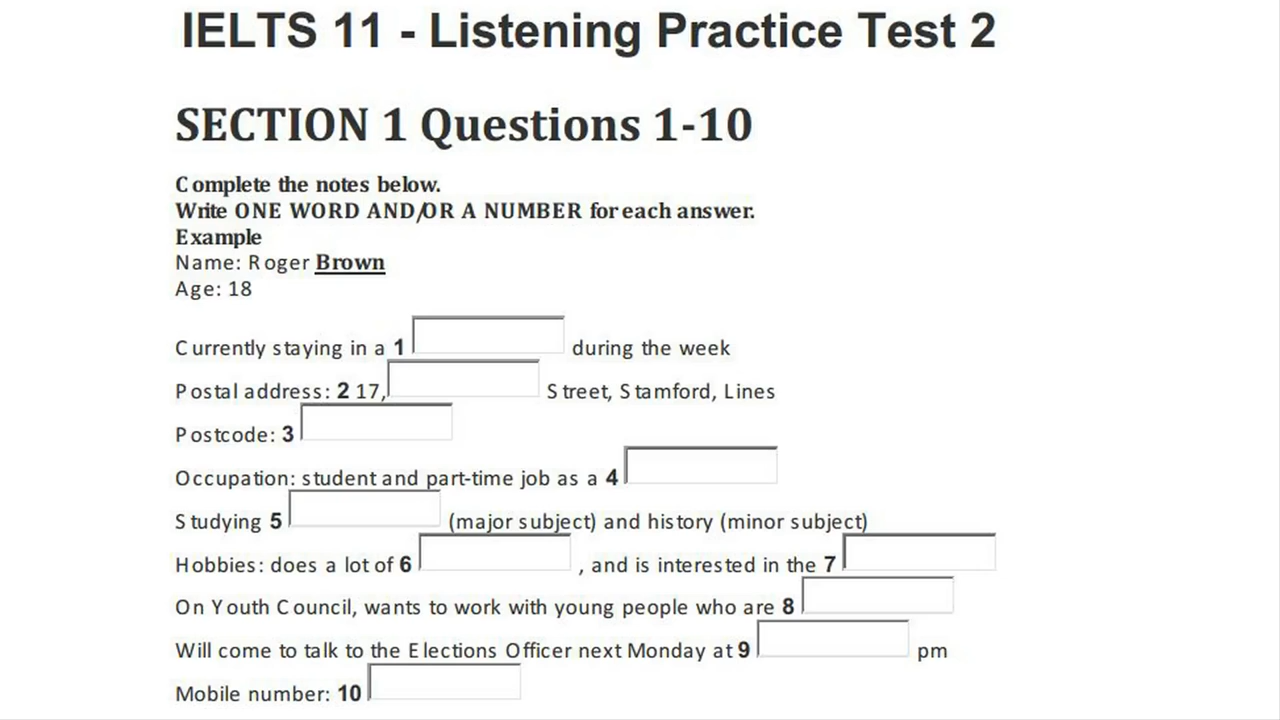 IELTS 11 - Listening Practice Test 2
SECTION 1 Questions 1-10
Complete the notes below.
Write ONE WORD AND/OR A NUMBER for each answer.
Example
Name: Roger Brown
Age: 18
Currently staying in a 1 during the week
Postal address: 2 17, Street, Stamford, Lines
Postcode: 3
Occupation: student and part-time job as a 4
Studying 5 (major subject) and history (minor subject)
Hobbies: does a lot of 6 , and is interested in the 7
On Youth Council, wants to work with young people who are 8
Will come to talk to the Elections Officer next Monday at 9 pm
Mobile number: 10